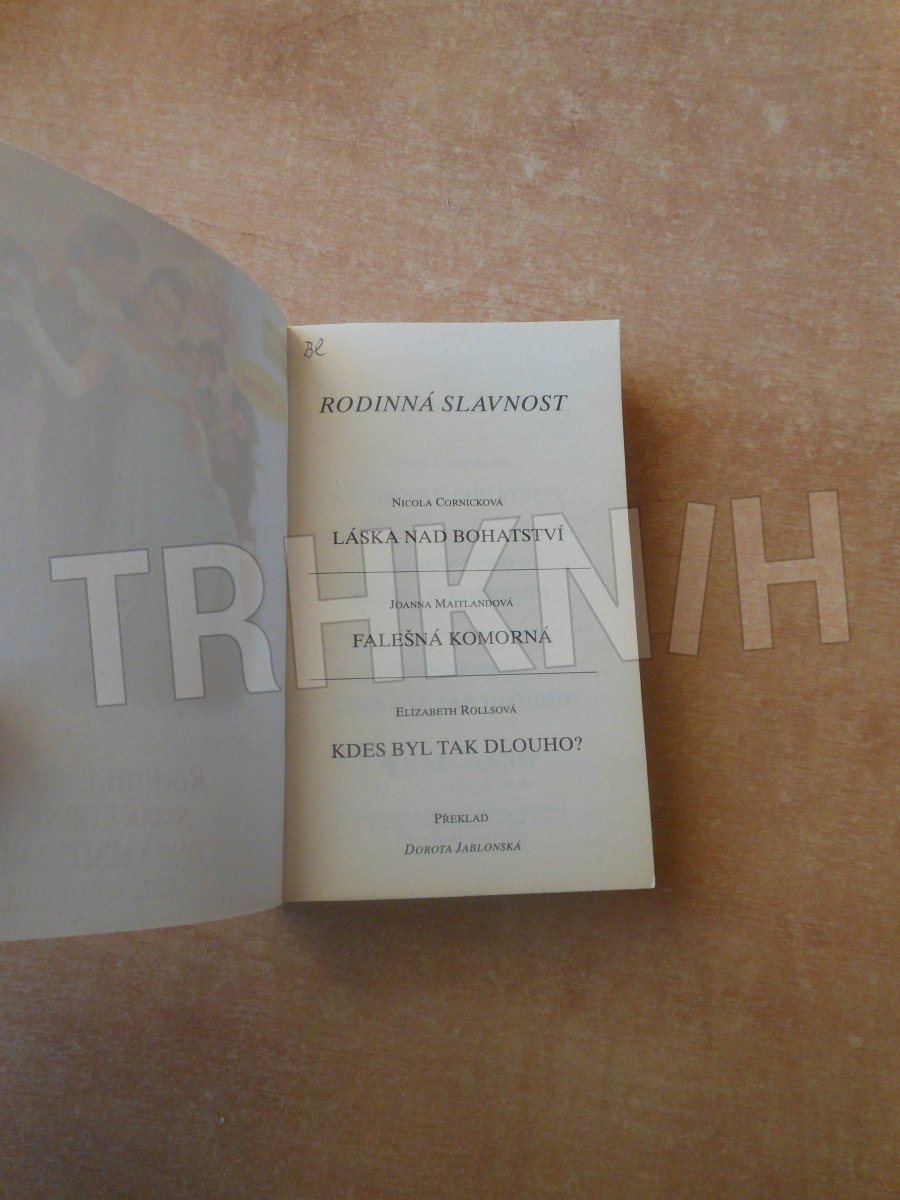 Bl
RODINNÁ SLAVNOST
NICOLA CORNICKOVÁ
LÁSKA NAD BOHATSTVÍ
JOANNA MAITLANDOVÁ
FALEŠNÁ KOMORNÁ
ELIZABETH ROLLSOVÁ
KDES BYL TAK DLOUHO?
PŘEKLAD
DOROTA JABLONSKÁ
TRHKNIH